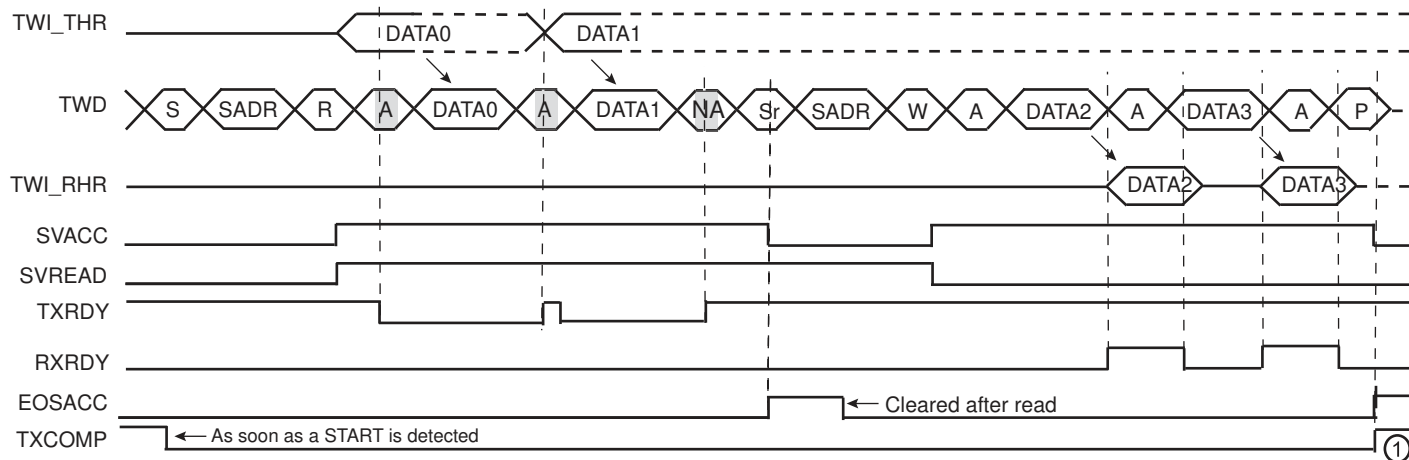 TWI_THR DATA0 DATA1
TWD S SADR R A DATA0 A DATA1 NA Sr SADR W A DATA2 A DATA3 A P
TWI_RHR DATA2 DATA3
SVACC
SVREAD
TXRDY
RXRDY
EOSACC Cleared after read
TXCOMP As soon as a START is detected 1